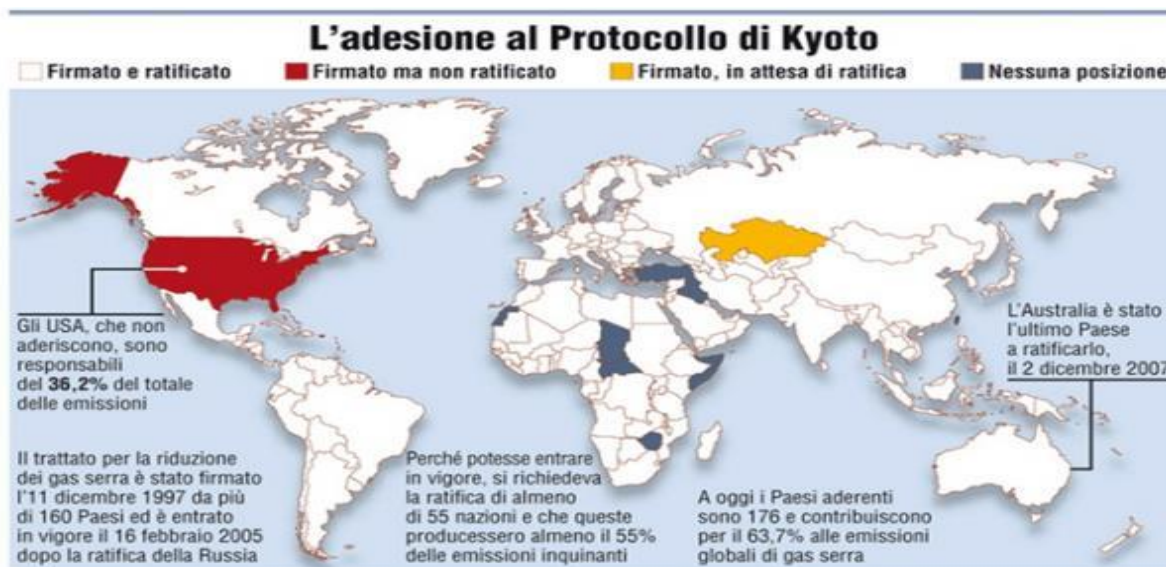 L'adesione al Protocollo di Kyoto
Firmato e ratificato
Firmato ma non ratificato
Firmato, in attesa di ratifica
Nessuna posizione
Gli USA, che non
aderiscono, sono
responsabili
del 36,2% del totale
delle emissioni
L'Australia è stato
l'ultimo Paese
a ratificarlo,
il 2 dicembre 2007
Il trattato per la riduzione
dei gas serra è stato firmato
l'11 dicembre 1997 da più
di 160 Paesi ed è entrato
in vigore il 16 febbraio 2005
dopo la ratifica della Russia
Perché potesse entrare
in vigore, si richiedeva
la ratifica di almeno
di 55 nazioni e che queste
producessero almeno il 55%
delle emissioni inquinanti
A oggi i Paesi aderenti
sono 176 e contribuiscono
per il 63,7% alle emissioni
globali di gas serra